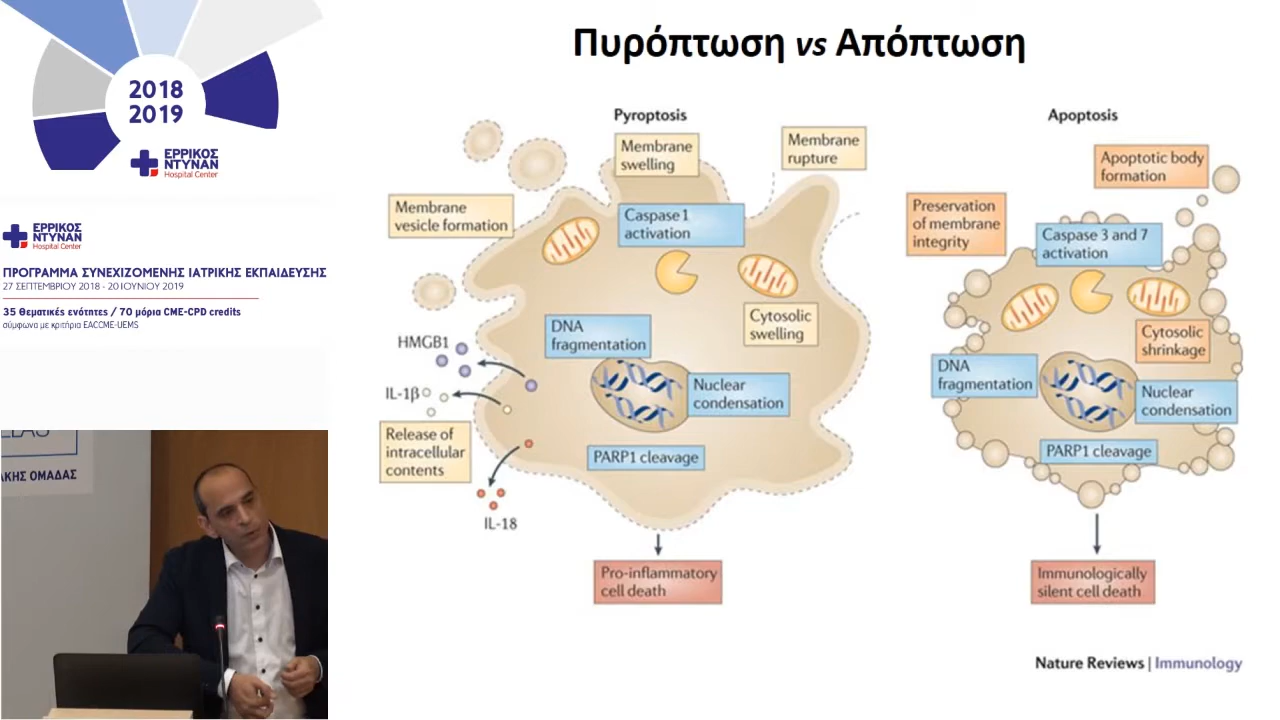 2018
2019
ΕΡΡΙΚΟΣ
ΝΤΥΝΑΝ
Hospital Center
ΕΡΡΙΚΟΣ
ΝΤΥΝΑΝ
Hospital Center
ΠΡΟΓΡΑΜΜΑ ΣΥΝΕΧΙΖΟΜΕΝΗΣ ΙΑΤΡΙΚΗΣ ΕΚΠΑΙΔΕΥΣΗΣ
27 ΣΕΠΤΕΜΒΡΙΟΥ 2018 - 20 ΙΟΥΝΙΟΥ 2019
35 Θεματικές ενότητες / 70 μόρια CME-CPD credits
σύμφωνα με κριτήρια EACCME-UEMS
ΑΚΗΣ ΟΜΑΔΑΣ
Πυρόπτωση vs Απόπτωση
Pyroptosis
Membrane
swelling
Membrane
rupture
Membrane
vesicle formation
Caspase 1
activation
Cytosolic
swelling
DNA
fragmentation
HMGB1
Nuclear
condensation
IL-1β
Release of
intracellular
contents
PARP1 cleavage
IL-18
Pro-inflammatory
cell death
Apoptosis
Apoptotic body
formation
Preservation
of membrane
integrity
Caspase 3 and 7
activation
Cytosolic
shrinkage
DNA
fragmentation
Nuclear
condensation
PARP1 cleavage
Immunologically
silent cell death
Nature Reviews | Immunology